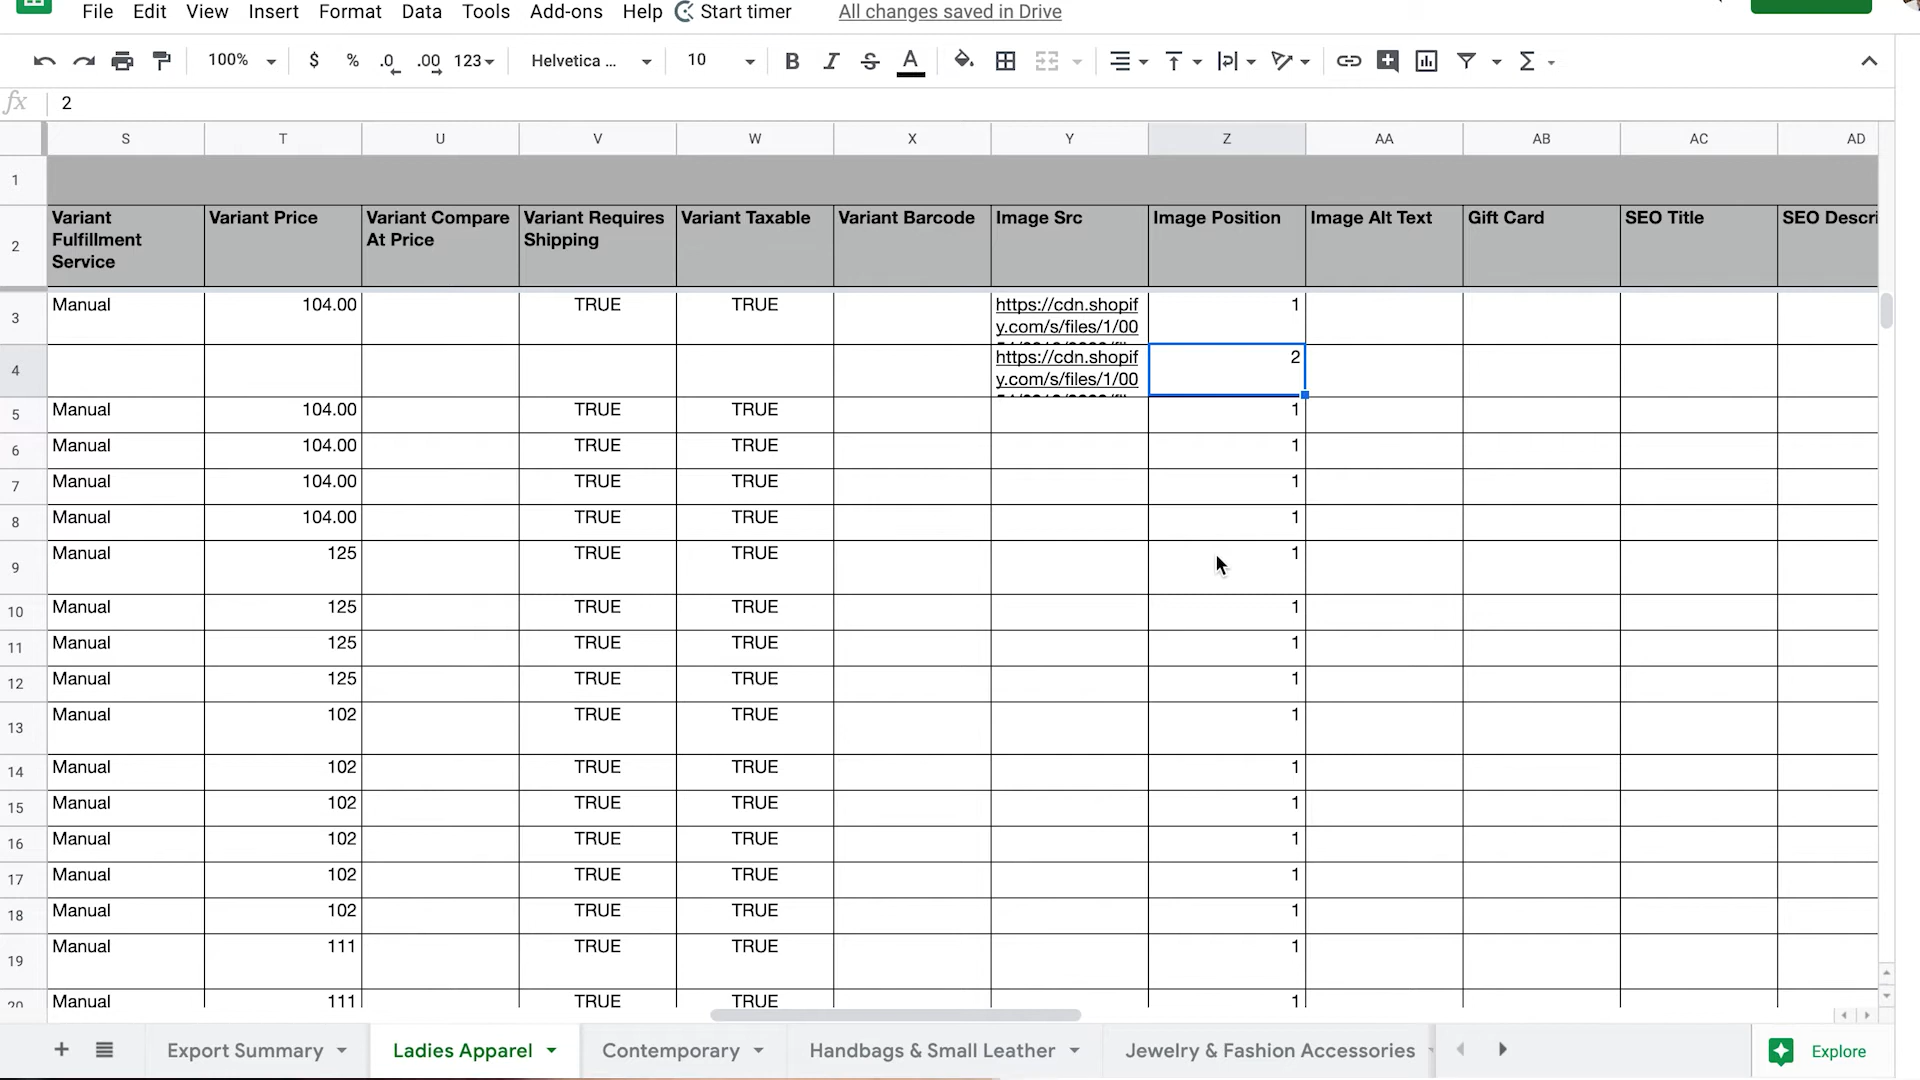 File Edit View Insert Format Data Tools Add-ons Help Start timer All changes saved in Drive
100% $ % .0 .00 123 Helvetica ... 10 B I S A
fx 2
S T U V W X Y Z AA AB AC AD
1
2 Variant Fulfillment Service Variant Price Variant Compare At Price Variant Requires Shipping Variant Taxable Variant Barcode Image Src Image Position Image Alt Text Gift Card SEO Title SEO Descri
3 Manual 104.00 TRUE TRUE https://cdn.shopify.com/s/files/1/00 1
4 https://cdn.shopify.com/s/files/1/00 2
5 Manual 104.00 TRUE TRUE 1
6 Manual 104.00 TRUE TRUE 1
7 Manual 104.00 TRUE TRUE 1
8 Manual 104.00 TRUE TRUE 1
9 Manual 125 TRUE TRUE 1
10 Manual 125 TRUE TRUE 1
11 Manual 125 TRUE TRUE 1
12 Manual 125 TRUE TRUE 1
13 Manual 102 TRUE TRUE 1
14 Manual 102 TRUE TRUE 1
15 Manual 102 TRUE TRUE 1
16 Manual 102 TRUE TRUE 1
17 Manual 102 TRUE TRUE 1
18 Manual 102 TRUE TRUE 1
19 Manual 111 TRUE TRUE 1
20 Manual 111 TRUE TRUE 1
+ Export Summary Ladies Apparel Contemporary Handbags & Small Leather Jewelry & Fashion Accessories Explore